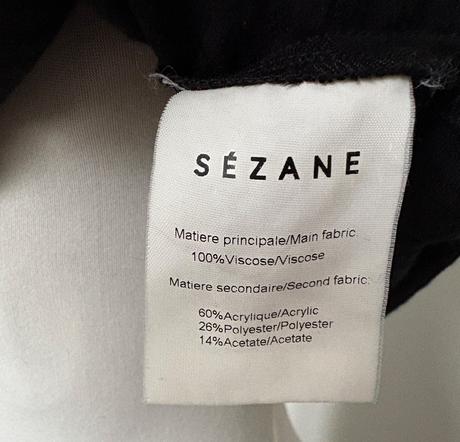 SÉZANE
Matiere principale/Main fabric:
100%Viscose/Viscose
Matiere secondaire/Second fabric:
60%Acrylique/Acrylic
26%Polyester/Polyester
14%Acetate/Acetate